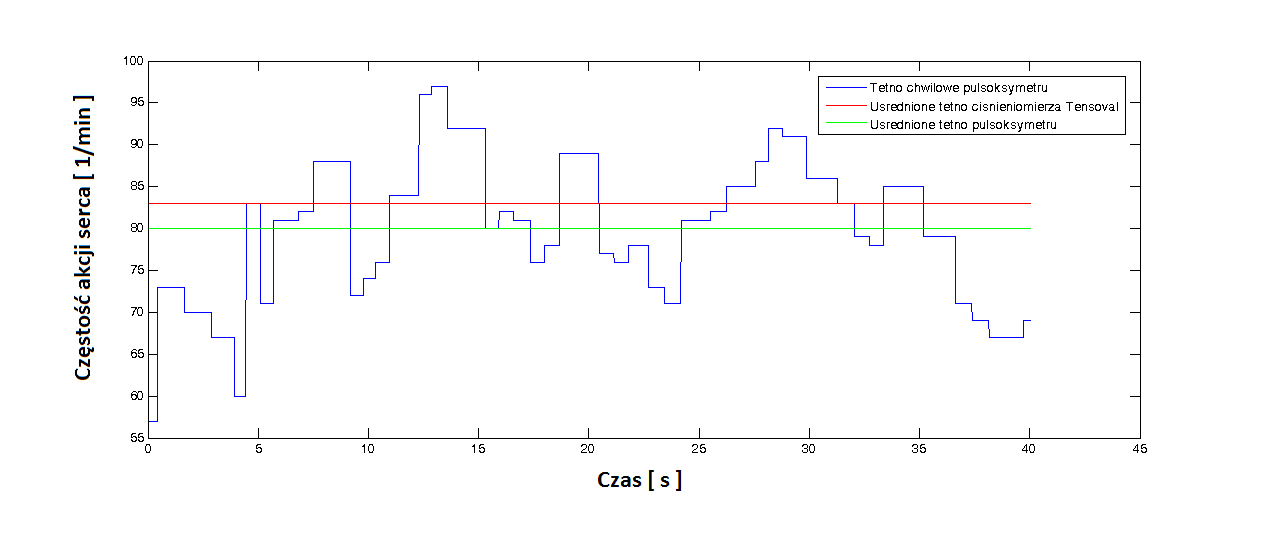 100
95
90
85
80
75
70
65
60
55
0 5 10 15 20 25 30 35 40 45
Częstość akcji serca [ 1/min ]
Czas [ s ]
Tetno chwilowe pulsoksymetru
Usrednione tetno cisnieniomierza Tensoval
Usrednione tetno pulsoksymetru